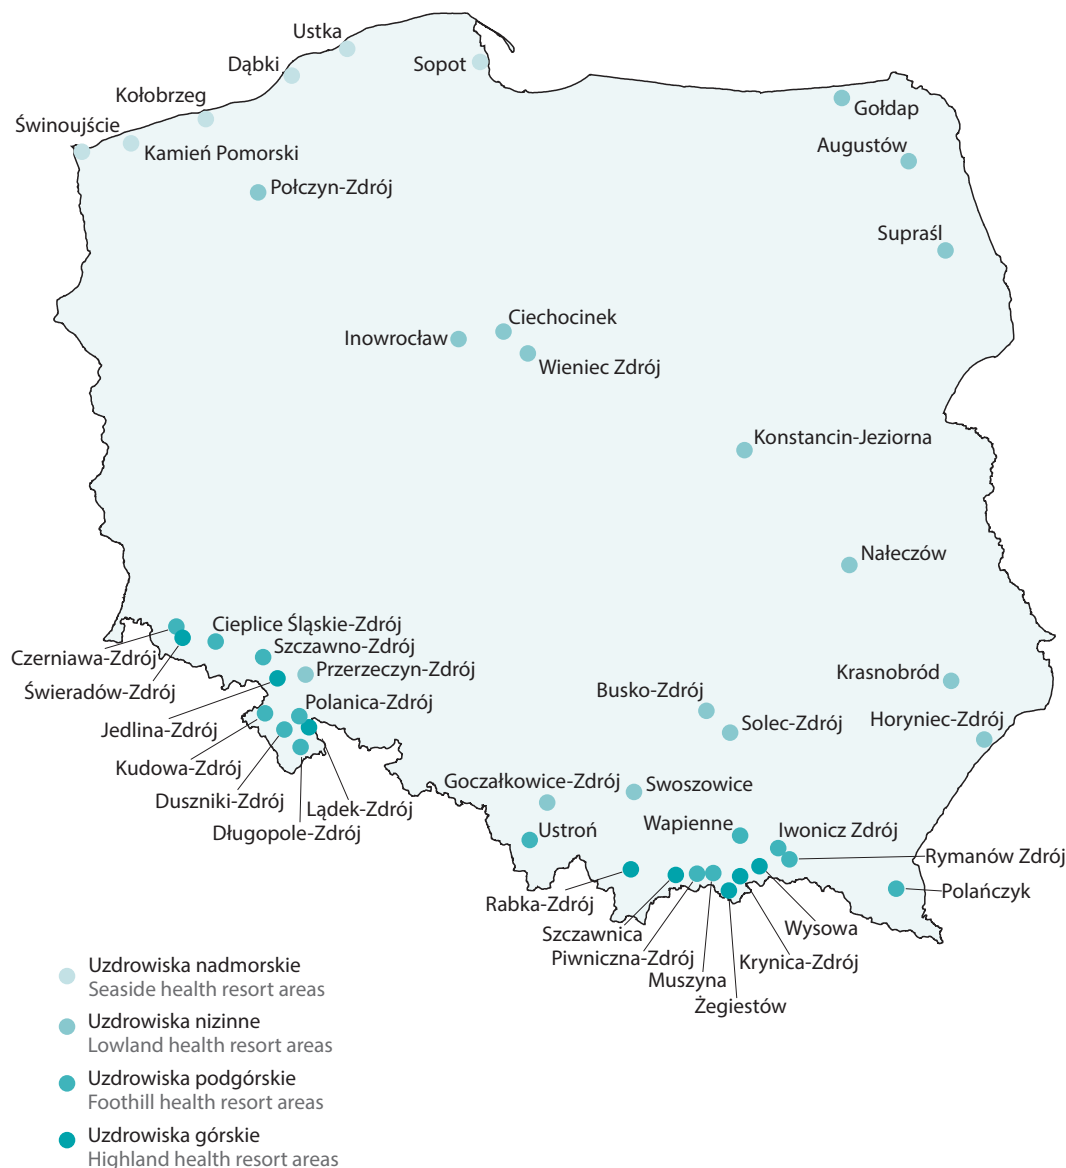 Ustka
Dąbki
Sopot
Kołobrzeg
Gołdap
Świnoujście
Kamień Pomorski
Augustów
Połczyn-Zdrój
Supraśl
Ciechocinek
Inowrocław
Wieniec Zdrój
Konstancin-Jeziorna
Nałeczów
Cieplice Śląskie-Zdrój
Szczawno-Zdrój
Czerniawa-Zdrój
Przerzeczyn-Zdrój
Krasnobród
Świeradów-Zdrój
Busko-Zdrój
Polanica-Zdrój
Horyniec-Zdrój
Jedlina-Zdrój
Solec-Zdrój
Kudowa-Zdrój
Goczałkowice-Zdrój
Swoszowice
Duszniki-Zdrój
Lądek-Zdrój
Wapienne
Iwonicz Zdrój
Długopole-Zdrój
Ustroń
Rymanów Zdrój
Polańczyk
Rabka-Zdrój
Wysowa
Szczawnica
Piwniczna-Zdrój
Krynica-Zdrój
Muszyna
Żegiestów
Uzdrowiska nadmorskie
Seaside health resort areas
Uzdrowiska nizinne
Lowland health resort areas
Uzdrowiska podgórskie
Foothill health resort areas
Uzdrowiska górskie
Highland health resort areas